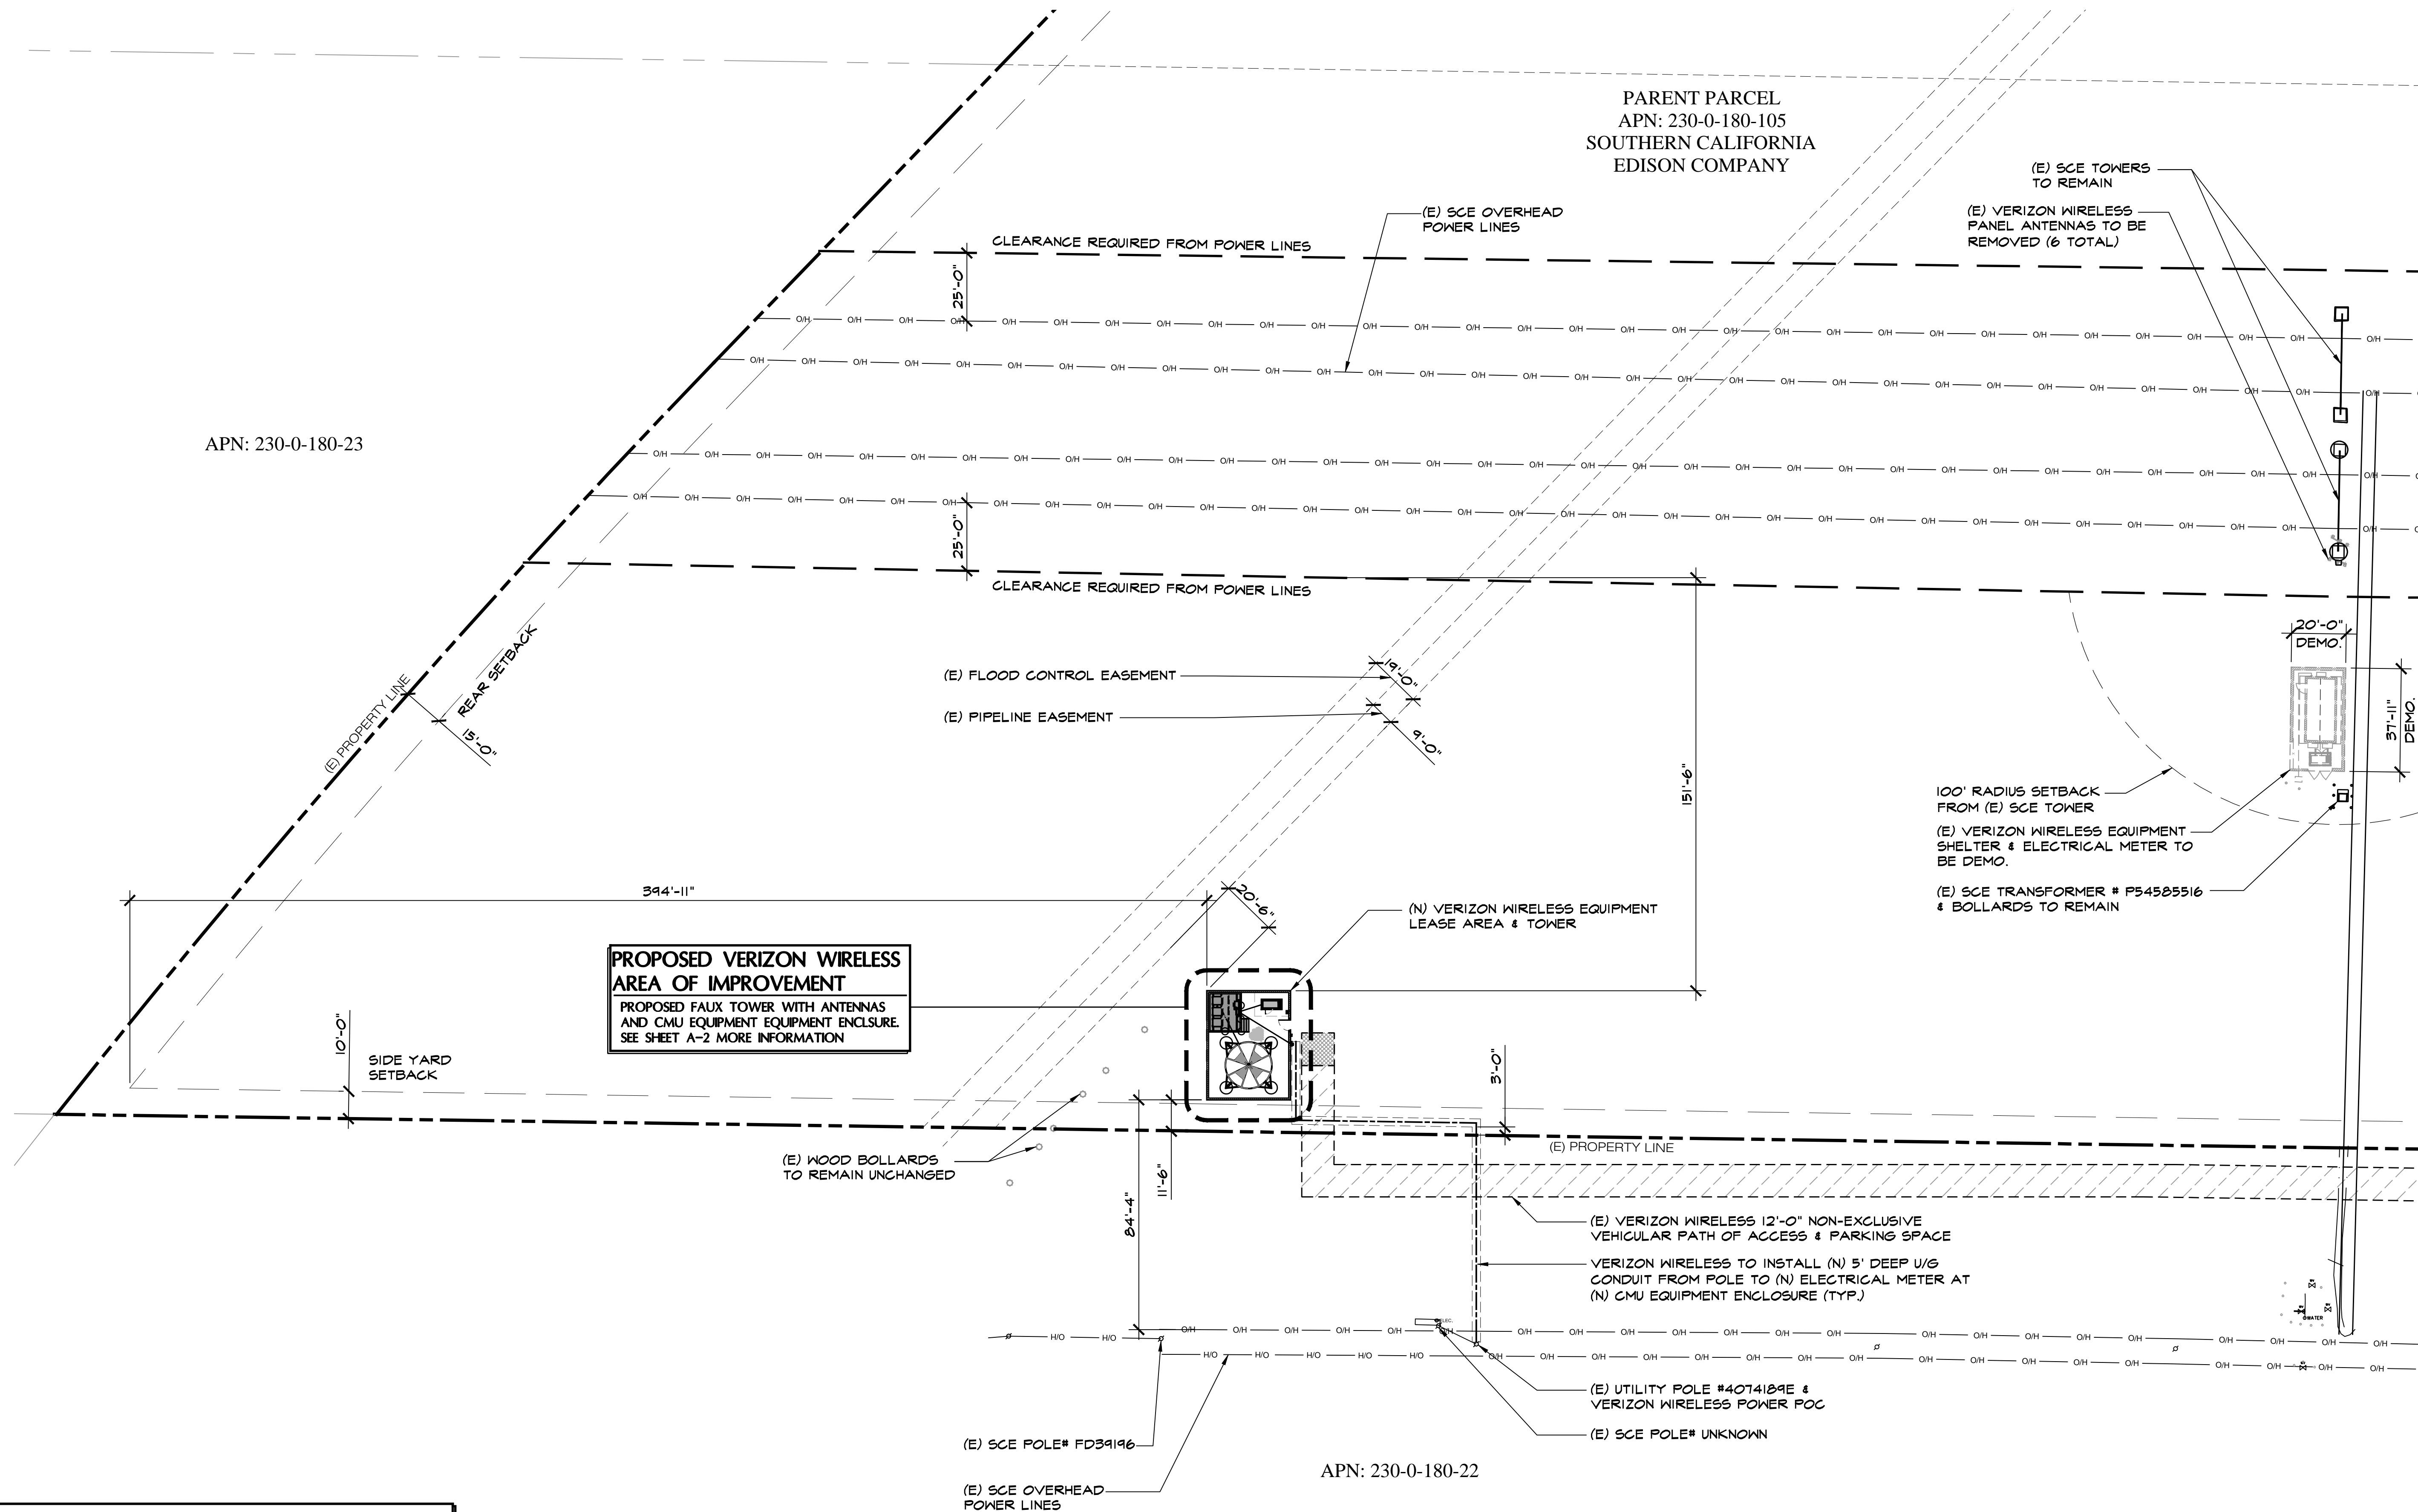 PARENT PARCEL
APN: 230-0-180-105
SOUTHERN CALIFORNIA
EDISON COMPANY
(E) SCE TOWERS
TO REMAIN
(E) VERIZON WIRELESS
PANEL ANTENNAS TO BE
REMOVED (6 TOTAL)
(E) SCE OVERHEAD
POWER LINES
CLEARANCE REQUIRED FROM POWER LINES
25'-0"
APN: 230-0-180-23
25'-0"
CLEARANCE REQUIRED FROM POWER LINES
20'-0"
DEMO.
37'-11"
DEMO.
(E) FLOOD CONTROL EASEMENT
19'-0"
(E) PIPELINE EASEMENT
9'-0"
(E) PROPERTY LINE
REAR SETBACK
15'-0"
151'-6"
100' RADIUS SETBACK
FROM (E) SCE TOWER
(E) VERIZON WIRELESS EQUIPMENT
SHELTER & ELECTRICAL METER TO
BE DEMO.
(E) SCE TRANSFORMER # P54585516
& BOLLARDS TO REMAIN
394'-11"
20'-6"
(N) VERIZON WIRELESS EQUIPMENT
LEASE AREA & TOWER
PROPOSED VERIZON WIRELESS
AREA OF IMPROVEMENT
PROPOSED FAUX TOWER WITH ANTENNAS
AND CMU EQUIPMENT EQUIPMENT ENCLSURE.
SEE SHEET A-2 MORE INFORMATION
10'-0"
SIDE YARD
SETBACK
3'-0"
(E) PROPERTY LINE
(E) WOOD BOLLARDS
TO REMAIN UNCHANGED
11'-6"
84'-4"
(E) VERIZON WIRELESS 12'-0" NON-EXCLUSIVE
VEHICULAR PATH OF ACCESS & PARKING SPACE
VERIZON WIRELESS TO INSTALL (N) 5' DEEP U/G
CONDUIT FROM POLE TO (N) ELECTRICAL METER AT
(N) CMU EQUIPMENT ENCLOSURE (TYP.)
WATER
(E) UTILITY POLE #4074189E &
VERIZON WIRELESS POWER POC
(E) SCE POLE# UNKNOWN
(E) SCE POLE# FD39196
APN: 230-0-180-22
(E) SCE OVERHEAD
POWER LINES